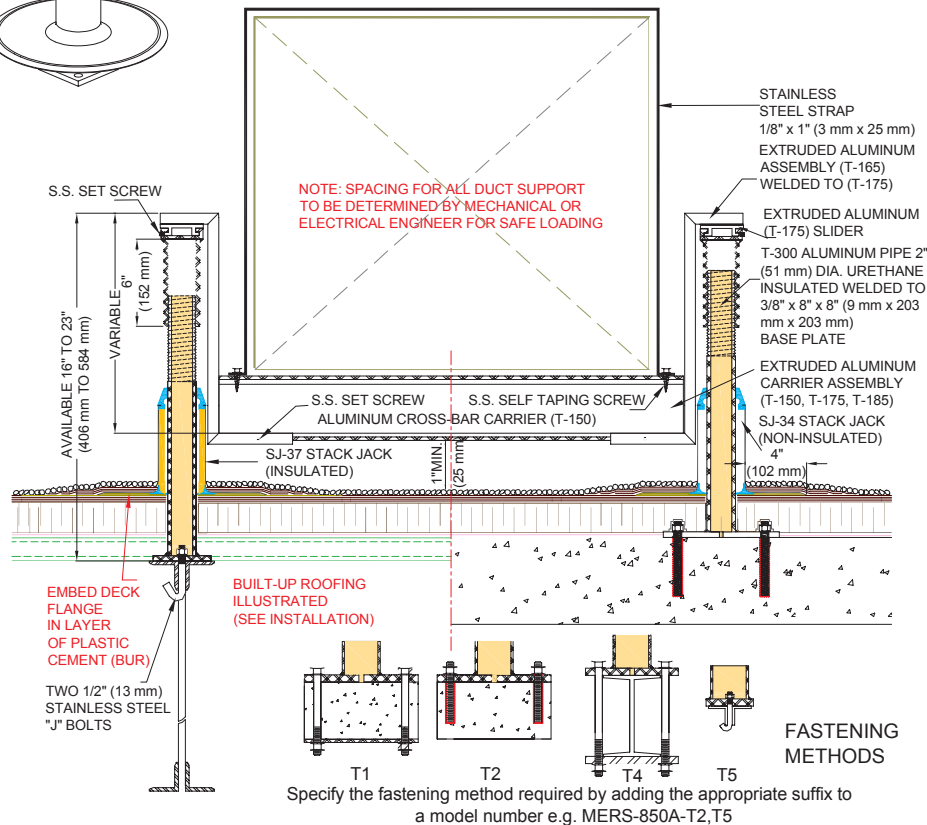 STAINLESS
STEEL STRAP
1/8" x 1" (3 mm x 25 mm)
EXTRUDED ALUMINUM
ASSEMBLY (T-165)
WELDED TO (T-175)
S.S. SET SCREW
NOTE: SPACING FOR ALL DUCT SUPPORT
TO BE DETERMINED BY MECHANICAL OR
ELECTRICAL ENGINEER FOR SAFE LOADING
EXTRUDED ALUMINUM
(T-175) SLIDER
T-300 ALUMINUM PIPE 2"
(51 mm) DIA. URETHANE
INSULATED WELDED TO
3/8" x 8" x 8" (9 mm x 203
mm x 203 mm)
BASE PLATE
AVAILABLE 16" TO 23"
(406 mm TO 584 mm)
VARIABLE
6"
(152 mm)
EXTRUDED ALUMINUM
CARRIER ASSEMBLY
(T-150, T-175, T-185)
S.S. SET SCREW
S.S. SELF TAPING SCREW
ALUMINUM CROSS-BAR CARRIER (T-150)
SJ-34 STACK JACK
(NON-INSULATED)
4"
(102 mm)
SJ-37 STACK JACK
(INSULATED)
1"MIN.
(25 mm)
EMBED DECK
FLANGE
IN LAYER
OF PLASTIC
CEMENT (BUR)
BUILT-UP ROOFING
ILLUSTRATED
(SEE INSTALLATION)
TWO 1/2" (13 mm)
STAINLESS STEEL
"J" BOLTS
FASTENING
METHODS
T1
T2
T4
T5
Specify the fastening method required by adding the appropriate suffix to
a model number e.g. MERS-850A-T2,T5